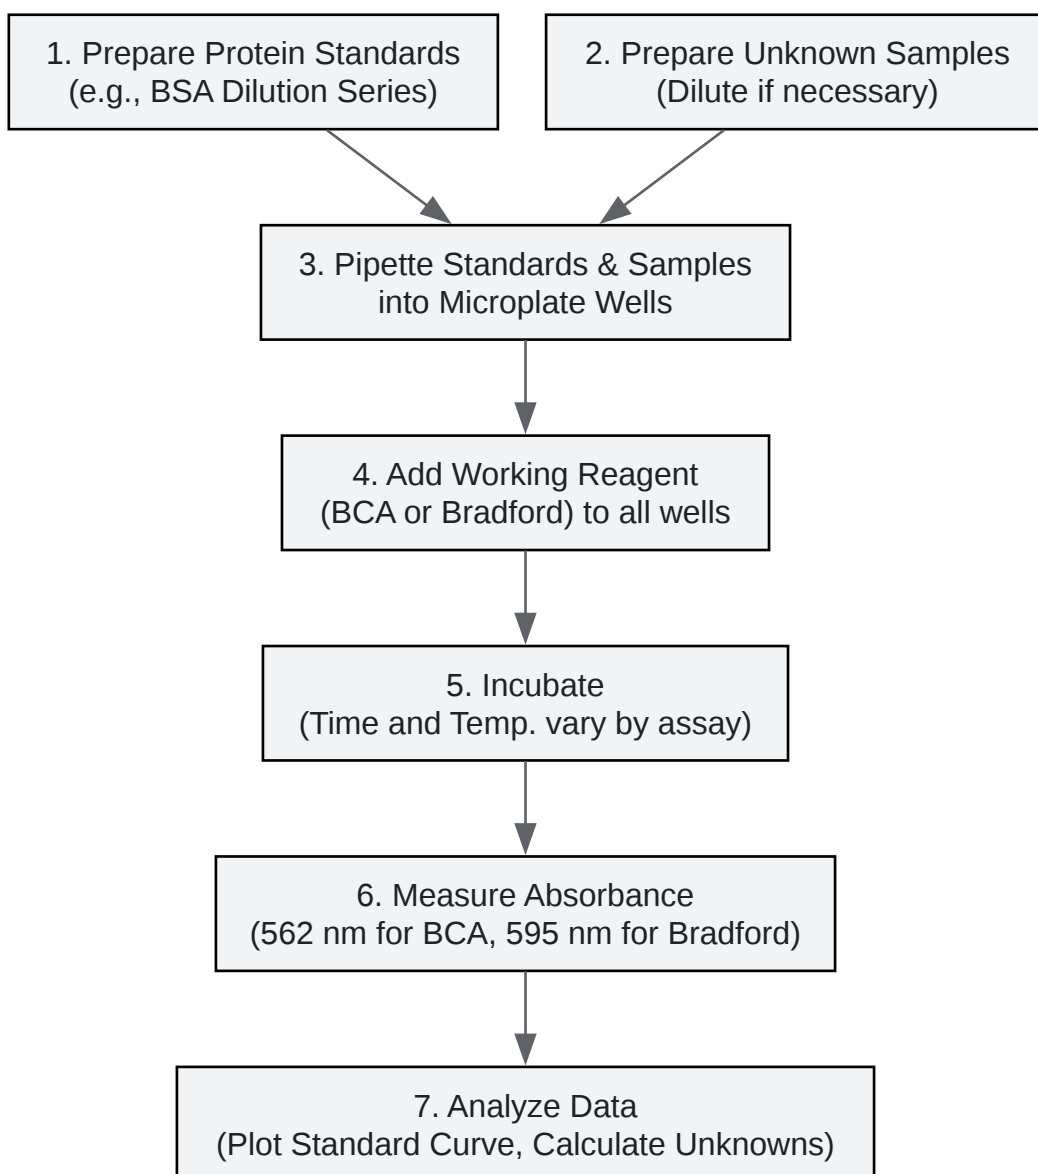 1. Prepare Protein Standards
(e.g., BSA Dilution Series)
2. Prepare Unknown Samples
(Dilute if necessary)
3. Pipette Standards & Samples
into Microplate Wells
4. Add Working Reagent
(BCA or Bradford) to all wells
5. Incubate
(Time and Temp. vary by assay)
6. Measure Absorbance
(562 nm for BCA, 595 nm for Bradford)
7. Analyze Data
(Plot Standard Curve, Calculate Unknowns)